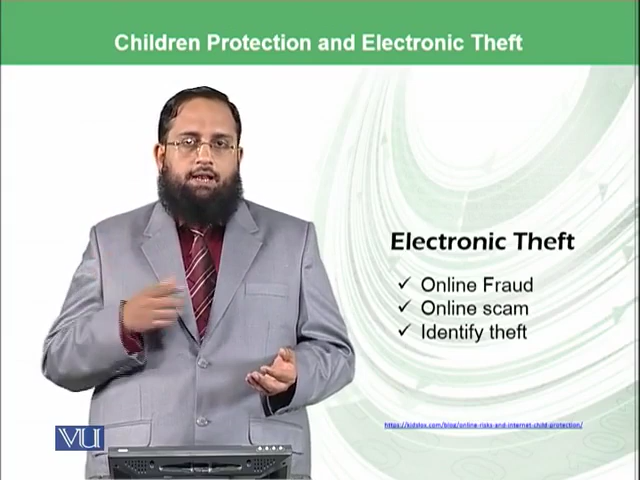 Children Protection and Electronic Theft
Electronic Theft
✓ Online Fraud
✓ Online scam
✓ Identify theft
https://kidslox.com/blog/online-risks-and-internet-child-protection/
VU